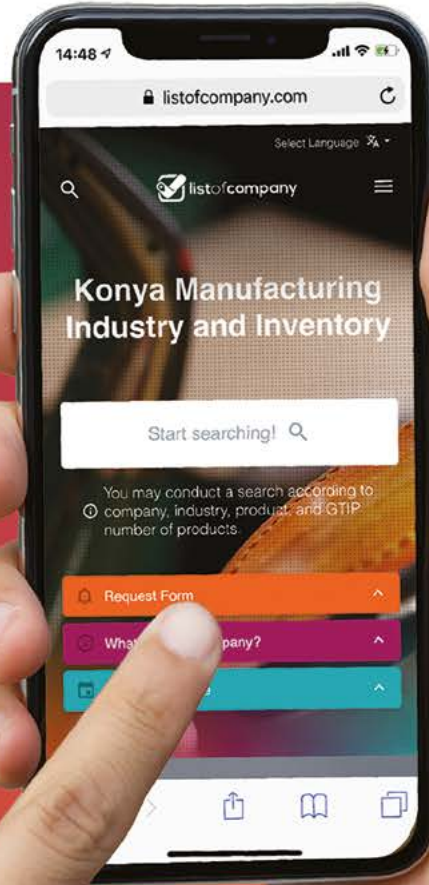 14:48
listofcompany.com
Select Language
listofcompany
Konya Manufacturing
Industry and Inventory
Start searching!
You may conduct a search according to
company, industry, product, and GTIP
number of products.
Request Form
pany?